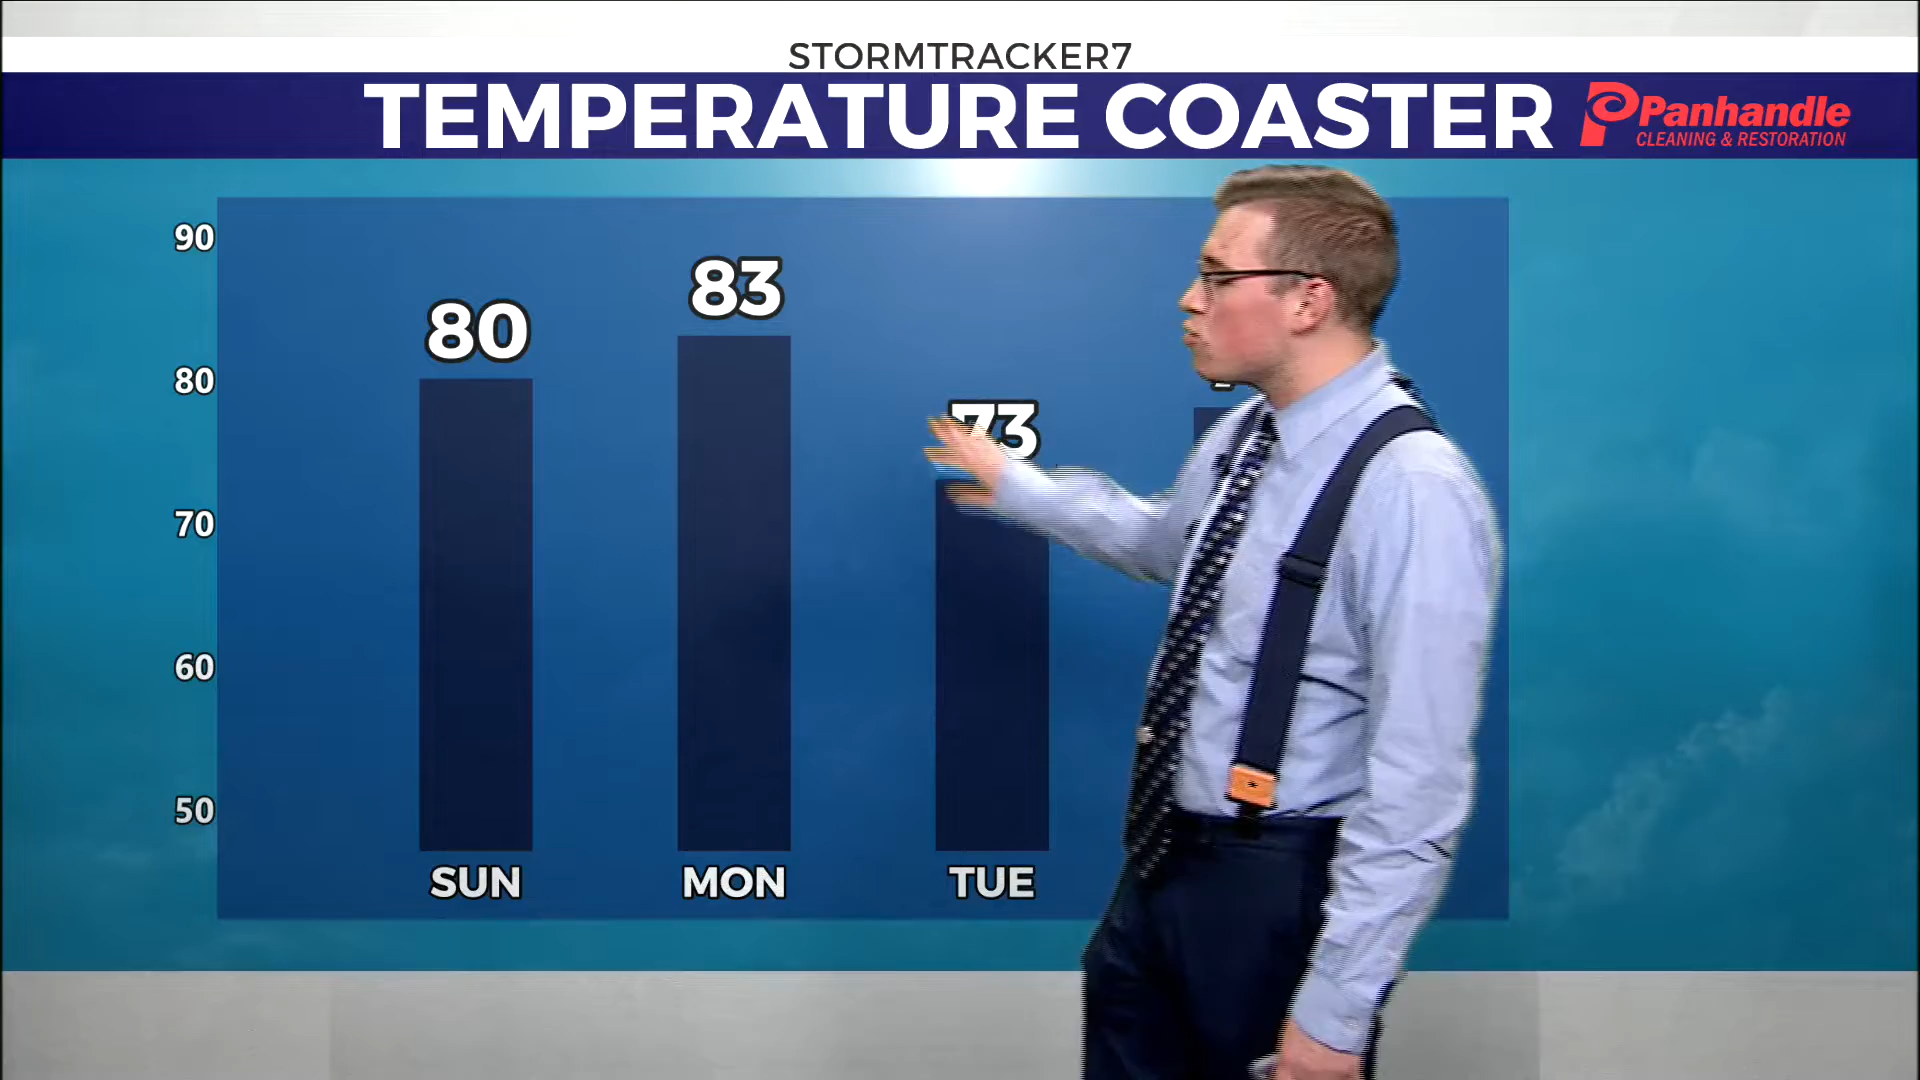 STORMTRACKER7
TEMPERATURE COASTER
Panhandle
CLEANING & RESTORATION
90
80
70
60
50
80
83
73
SUN
MON
TUE